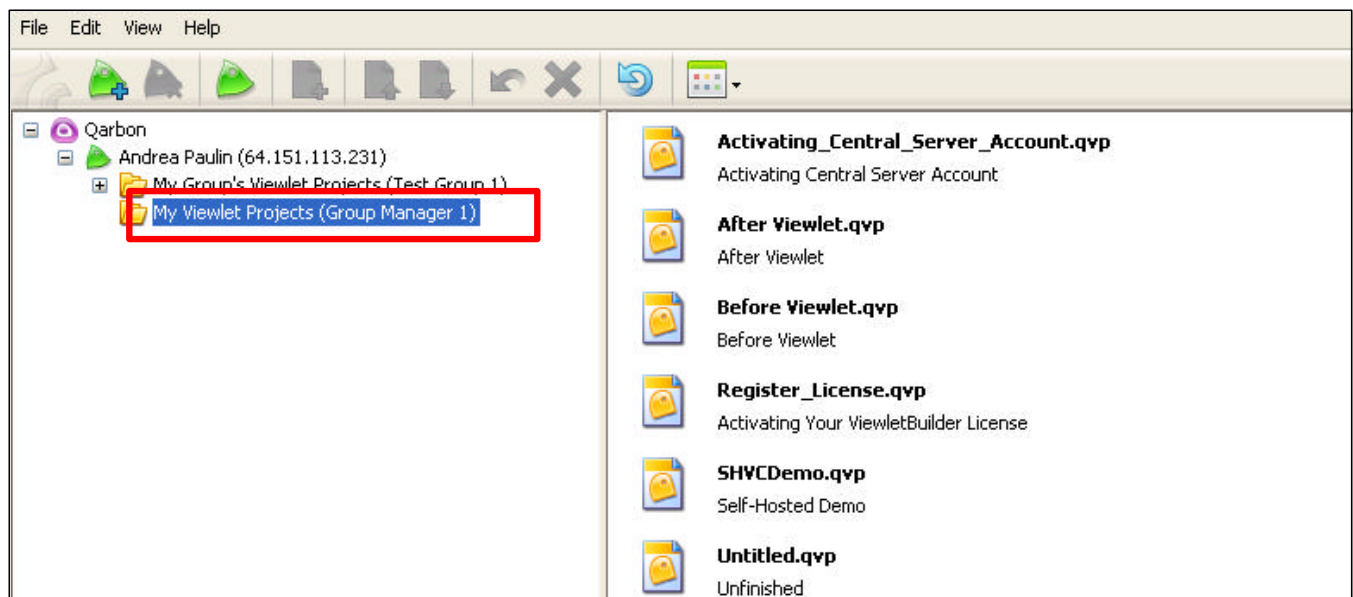 File Edit View Help
Qarbon
Andrea Paulin (64.151.113.231)
My Group's Viewlet Projects (Test Group 1)
My Viewlet Projects (Group Manager 1)
Activating_Central_Server_Account.qvp
Activating Central Server Account
After Viewlet.qvp
After Viewlet
Before Viewlet.qvp
Before Viewlet
Register_License.qvp
Activating Your ViewletBuilder License
SHVCDemo.qvp
Self-Hosted Demo
Untitled.qvp
Unfinished